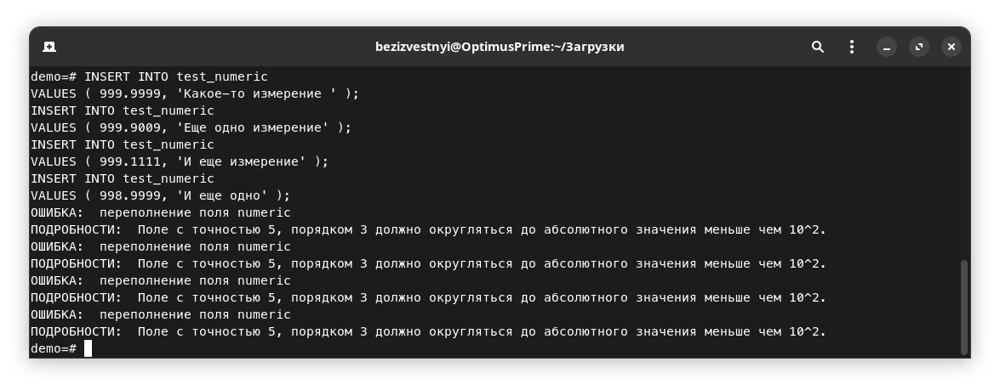 bezizvestnyi@OptimusPrime:~/Загрузки
demo=# INSERT INTO test_numeric
VALUES ( 999.9999, 'Какое-то измерение ' );
INSERT INTO test_numeric
VALUES ( 999.9009, 'Еще одно измерение' );
INSERT INTO test_numeric
VALUES ( 999.1111, 'И еще измерение' );
INSERT INTO test_numeric
VALUES ( 998.9999, 'И еще одно' );
ОШИБКА:  переполнение поля numeric
ПОДРОБНОСТИ:  Поле с точностью 5, порядком 3 должно округляться до абсолютного значения меньше чем 10^2.
ОШИБКА:  переполнение поля numeric
ПОДРОБНОСТИ:  Поле с точностью 5, порядком 3 должно округляться до абсолютного значения меньше чем 10^2.
ОШИБКА:  переполнение поля numeric
ПОДРОБНОСТИ:  Поле с точностью 5, порядком 3 должно округляться до абсолютного значения меньше чем 10^2.
ОШИБКА:  переполнение поля numeric
ПОДРОБНОСТИ:  Поле с точностью 5, порядком 3 должно округляться до абсолютного значения меньше чем 10^2.
demo=#